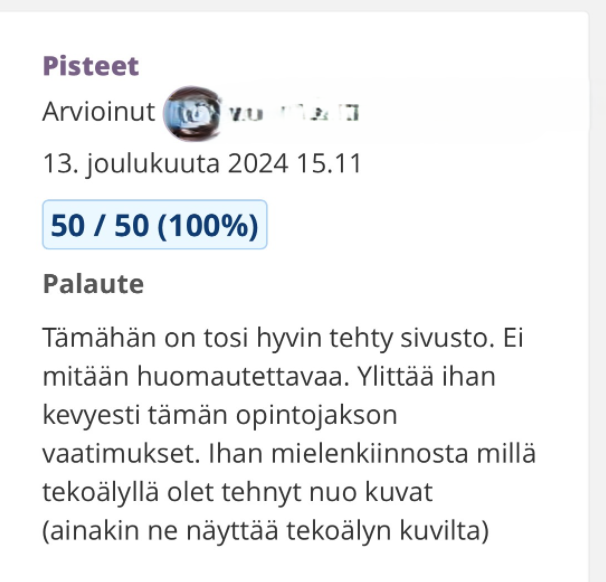 Pisteet
Arvioinut
13. joulukuuta 2024 15.11
50 / 50 (100%)
Palaute
Tämähän on tosi hyvin tehty sivusto. Ei
mitään huomautettavaa. Ylittää ihan
kevyesti tämän opintojakson
vaatimukset. Ihan mielenkiinnosta millä
tekoälyllä olet tehnyt nuo kuvat
(ainakin ne näyttää tekoälyn kuvilta)